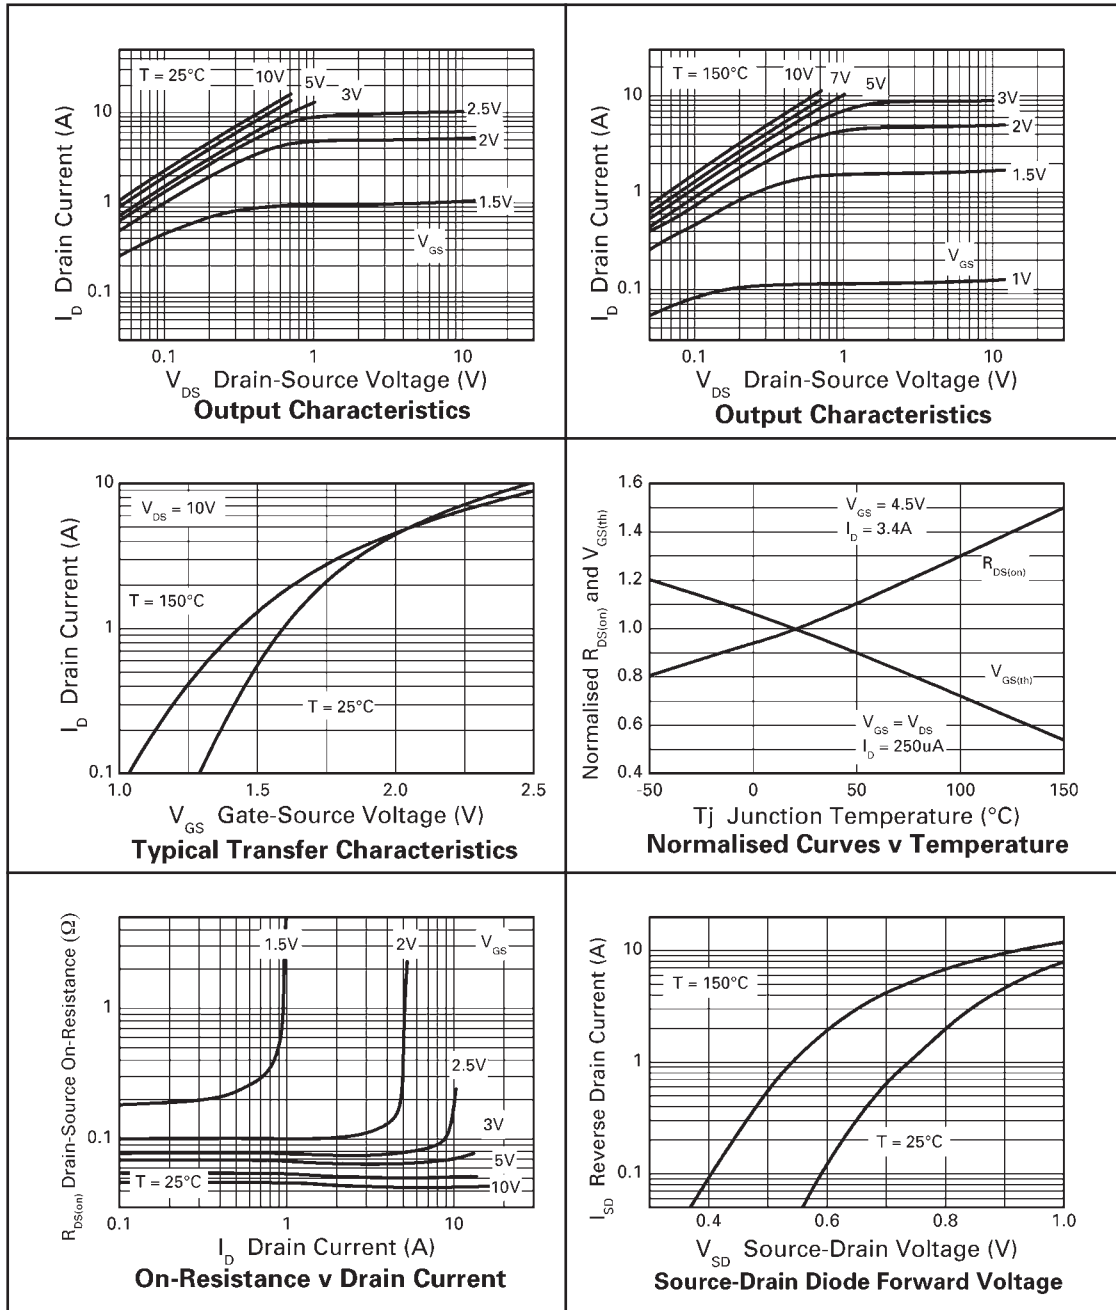 T = 25°C
10V
5V
3V
2.5V
2V
1.5V
V_GS
10
1
0.1
I_D Drain Current (A)
0.1
1
10
V_DS Drain-Source Voltage (V)
Output Characteristics
T = 150°C
10V
7V
5V
3V
2V
1.5V
V_GS
1V
10
1
0.1
I_D Drain Current (A)
0.1
1
10
V_DS Drain-Source Voltage (V)
Output Characteristics
V_DS = 10V
T = 150°C
T = 25°C
10
1
0.1
I_D Drain Current (A)
1.0
1.5
2.0
2.5
V_GS Gate-Source Voltage (V)
Typical Transfer Characteristics
V_GS = 4.5V
I_D = 3.4A
R_DS(on)
V_GS(th)
V_GS = V_DS
I_D = 250uA
1.6
1.4
1.2
1.0
0.8
0.6
0.4
Normalised R_DS(on) and V_GS(th)
-50
0
50
100
150
Tj Junction Temperature (°C)
Normalised Curves v Temperature
1.5V
2V
V_GS
2.5V
3V
5V
10V
T = 25°C
1
0.1
R_DS(on) Drain-Source On-Resistance (Ω)
0.1
1
10
I_D Drain Current (A)
On-Resistance v Drain Current
T = 150°C
T = 25°C
10
1
0.1
I_SD Reverse Drain Current (A)
0.4
0.6
0.8
1.0
V_SD Source-Drain Voltage (V)
Source-Drain Diode Forward Voltage